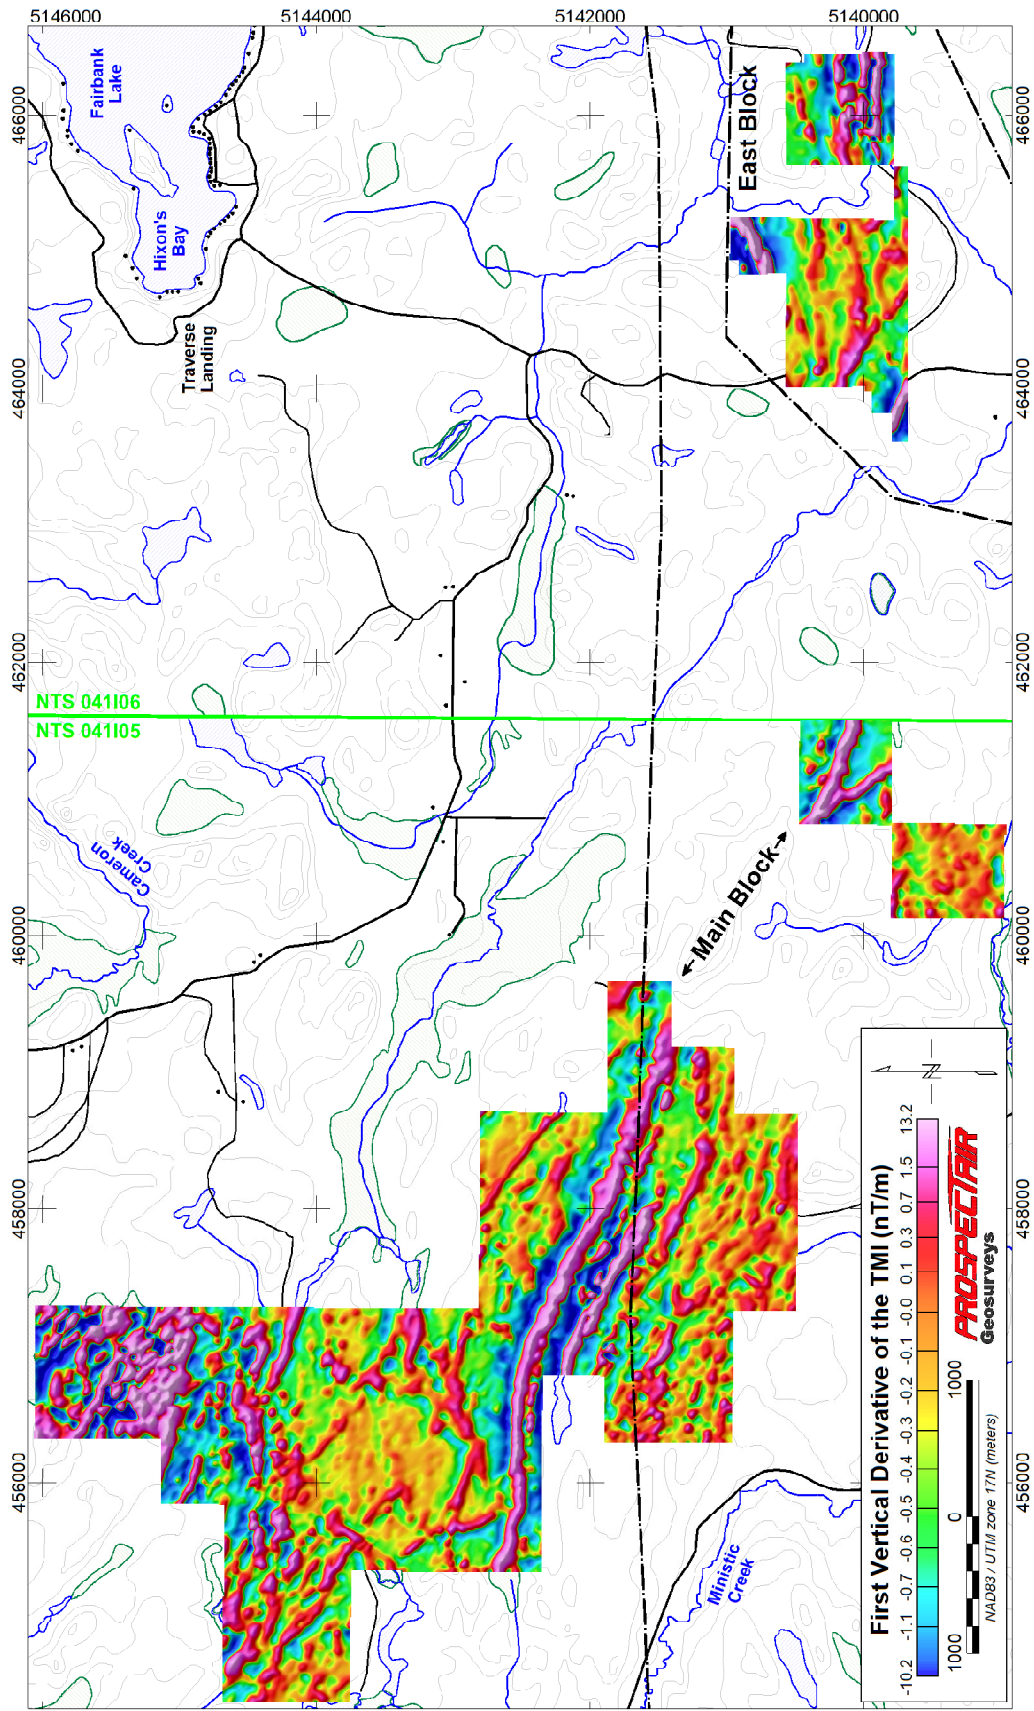 5146000
5144000
5142000
5140000
466000
464000
462000
460000
458000
456000
Fairbank
Lake
Hixon's
Bay
Traverse
Landing
East Block
NTS 041I06
NTS 041I05
Cameron
Creek
Main Block
Ministic
Creek
466000
464000
462000
460000
458000
456000
5146000
5144000
5142000
5140000
First Vertical Derivative of the TMI (nT/m)
-10.2 -1.1 -0.7 -0.6 -0.5 -0.4 -0.3 -0.2 -0.1 -0.0 0.1 0.3 0.7 1.5 13.2
N
1000 0 1000
NAD83 / UTM zone 17N (meters)
PROSPECTAIR
Geosurveys